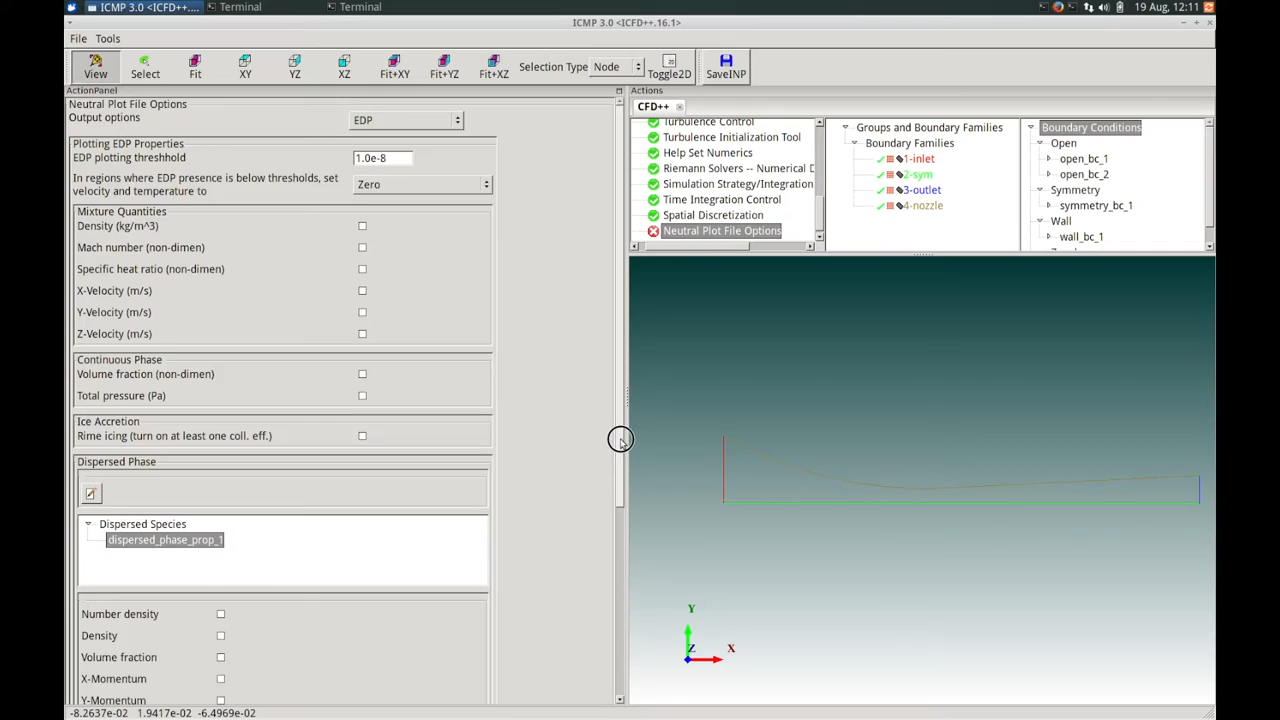 ICMP 3.0 <ICFD++.... Terminal Terminal 19 Aug, 12:11
ICMP 3.0 <ICFD++.16.1>
File Tools
View Select Fit XY YZ XZ Fit+XY Fit+YZ Fit+XZ Selection Type Node Toggle2D SaveINP
ActionPanel
Neutral Plot File Options
Output options EDP
Plotting EDP Properties
EDP plotting threshhold 1.0e-8
In regions where EDP presence is below thresholds, set
velocity and temperature to Zero
Mixture Quantities
Density (kg/m^3)
Mach number (non-dimen)
Specific heat ratio (non-dimen)
X-Velocity (m/s)
Y-Velocity (m/s)
Z-Velocity (m/s)
Continuous Phase
Volume fraction (non-dimen)
Total pressure (Pa)
Ice Accretion
Rime icing (turn on at least one coll. eff.)
Dispersed Phase
Dispersed Species
dispersed_phase_prop_1
Number density
Density
Volume fraction
X-Momentum
Y-Momentum
-8.2637e-02 1.9417e-02 -6.4969e-02
Actions
CFD++
Turbulence Control
Turbulence Initialization Tool
Help Set Numerics
Riemann Solvers -- Numerical D
Simulation Strategy/Integration
Time Integration Control
Spatial Discretization
Neutral Plot File Options
Groups and Boundary Families
Boundary Families
1-inlet
2-sym
3-outlet
4-nozzle
Boundary Conditions
Open
open_bc_1
open_bc_2
Symmetry
symmetry_bc_1
Wall
wall_bc_1
Y
Z
X